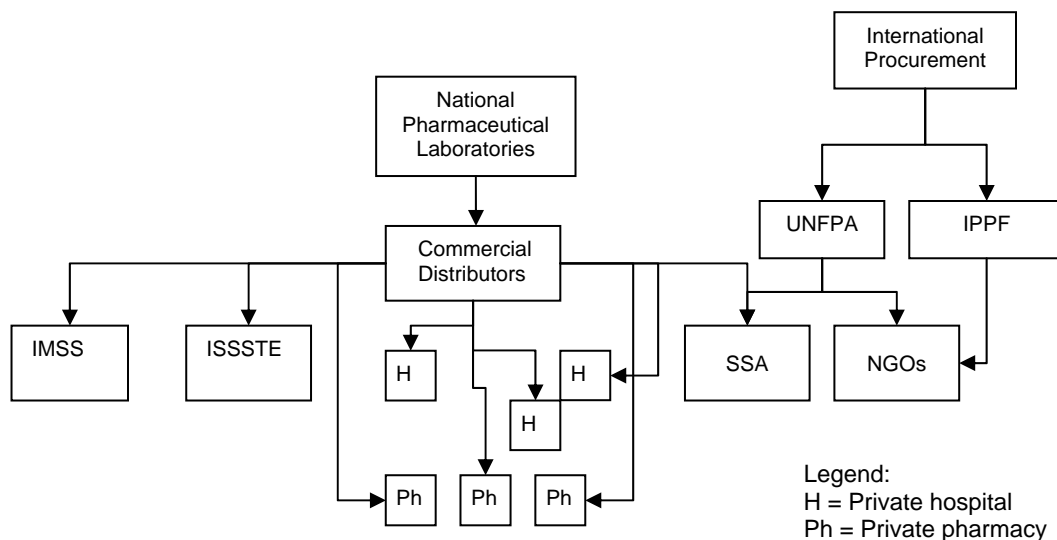 International
Procurement
National
Pharmaceutical
Laboratories
UNFPA
IPPF
Commercial
Distributors
IMSS
ISSSTE
H
H
H
SSA
NGOs
Ph
Ph
Ph
Legend:
H = Private hospital
Ph = Private pharmacy